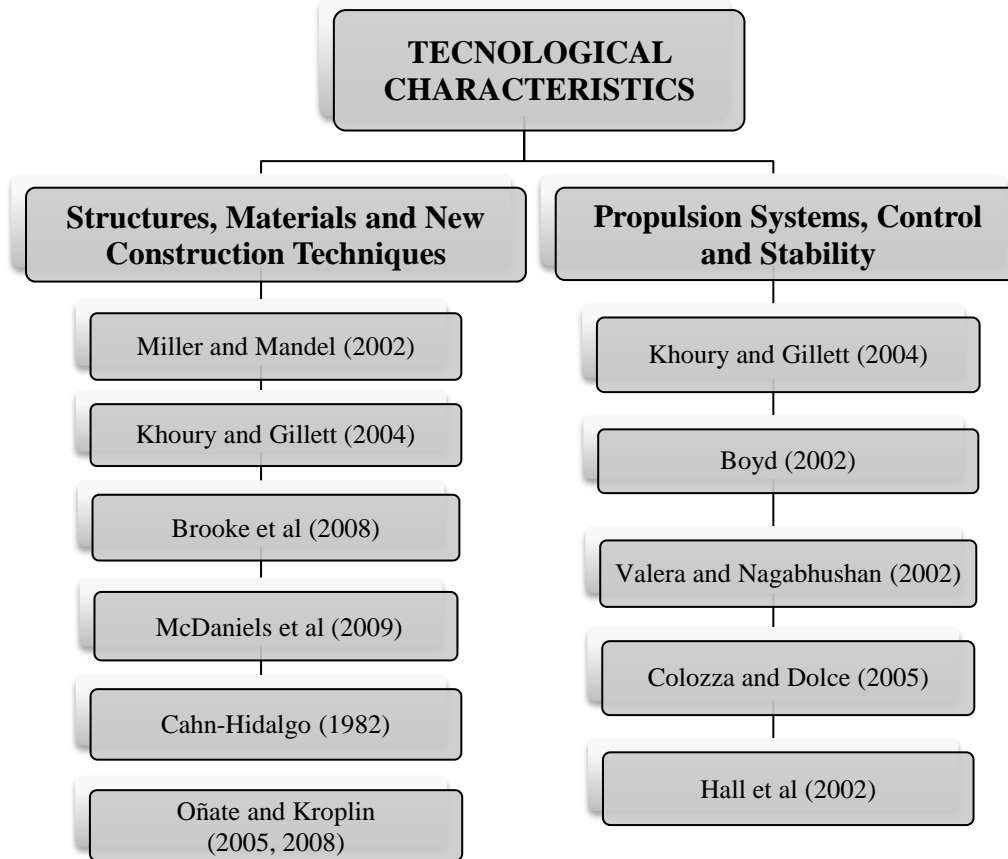 TECNOLOGICAL
CHARACTERISTICS
Structures, Materials and New
Construction Techniques
Miller and Mandel (2002)
Khoury and Gillett (2004)
Brooke et al (2008)
McDaniels et al (2009)
Cahn-Hidalgo (1982)
Oñate and Kroplin
(2005, 2008)
Propulsion Systems, Control
and Stability
Khoury and Gillett (2004)
Boyd (2002)
Valera and Nagabhushan (2002)
Colozza and Dolce (2005)
Hall et al (2002)